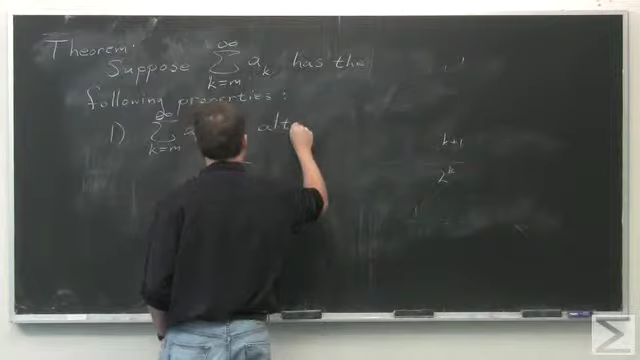 Theorem:
Suppose ∞ Σ k=m a_k has the
following properties:
1) ∞ Σ k=m a alt
k+1
2^k